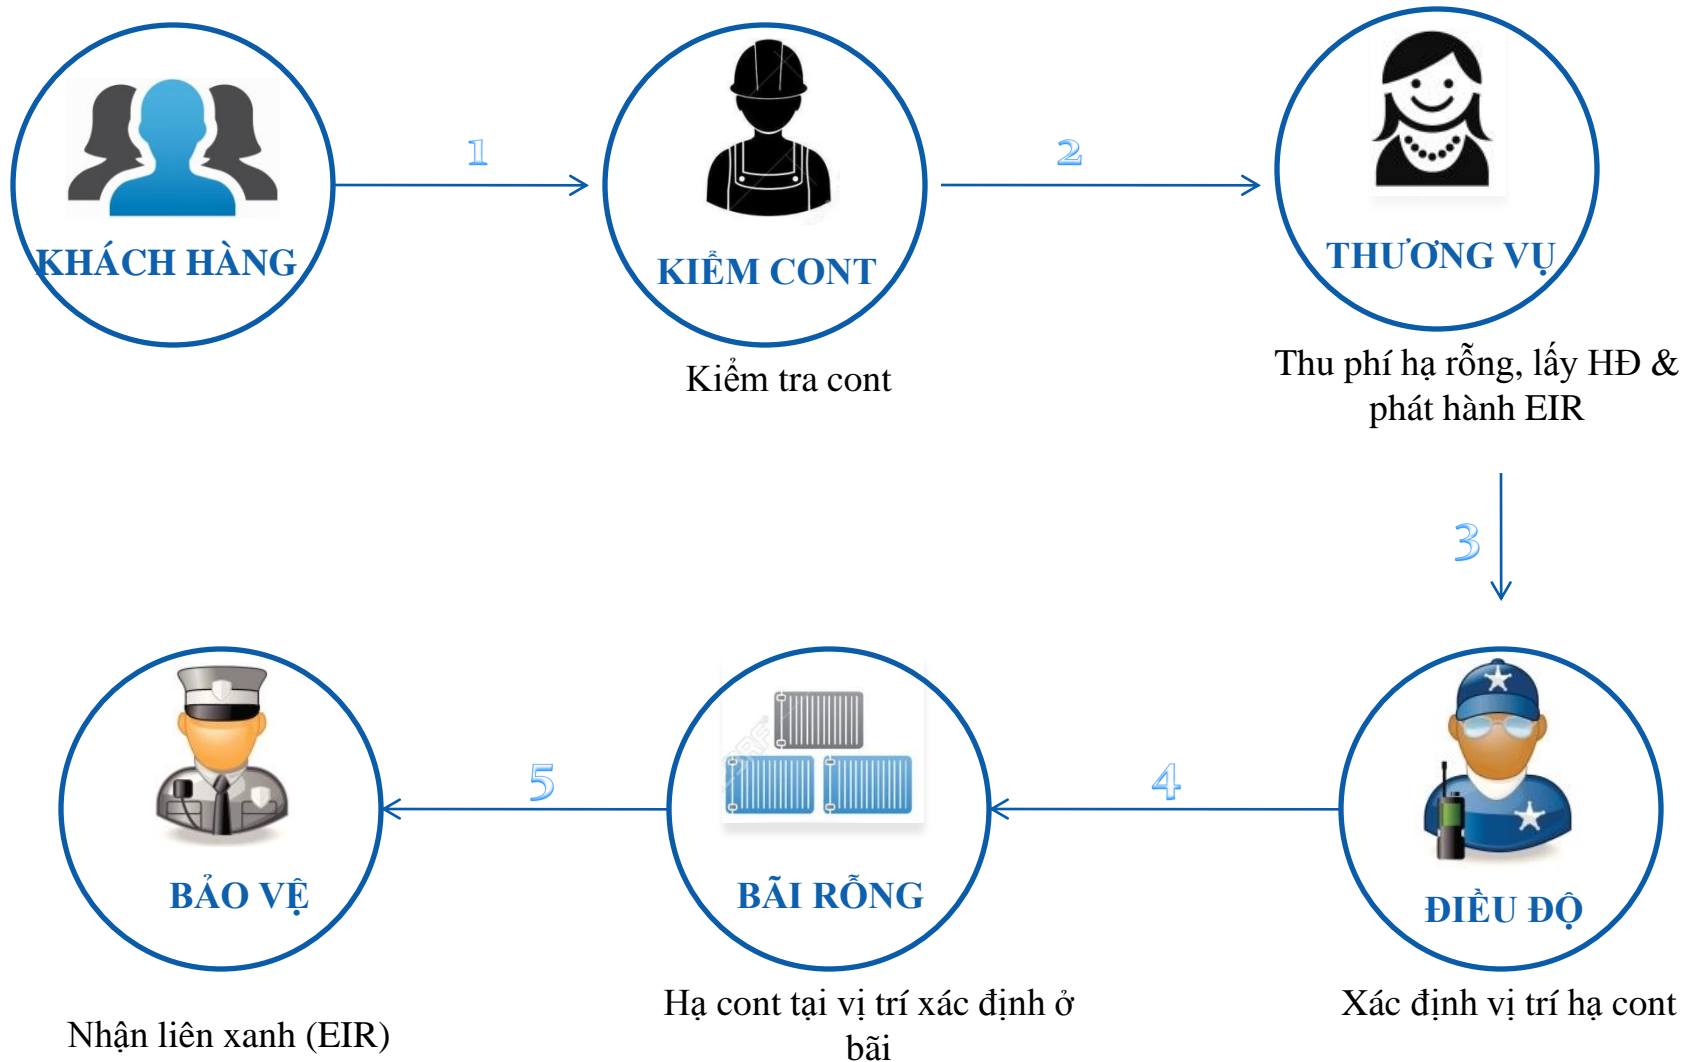 1
2
KHÁCH HÀNG
KIỂM CONT
THƯƠNG VỤ
Kiểm tra cont
Thu phí hạ rỗng, lấy HĐ &
phát hành EIR
3
5
4
BẢO VỆ
BÃI RỖNG
ĐIỀU ĐỘ
Nhận liên xanh (EIR)
Hạ cont tại vị trí xác định ở
bãi
Xác định vị trí hạ cont